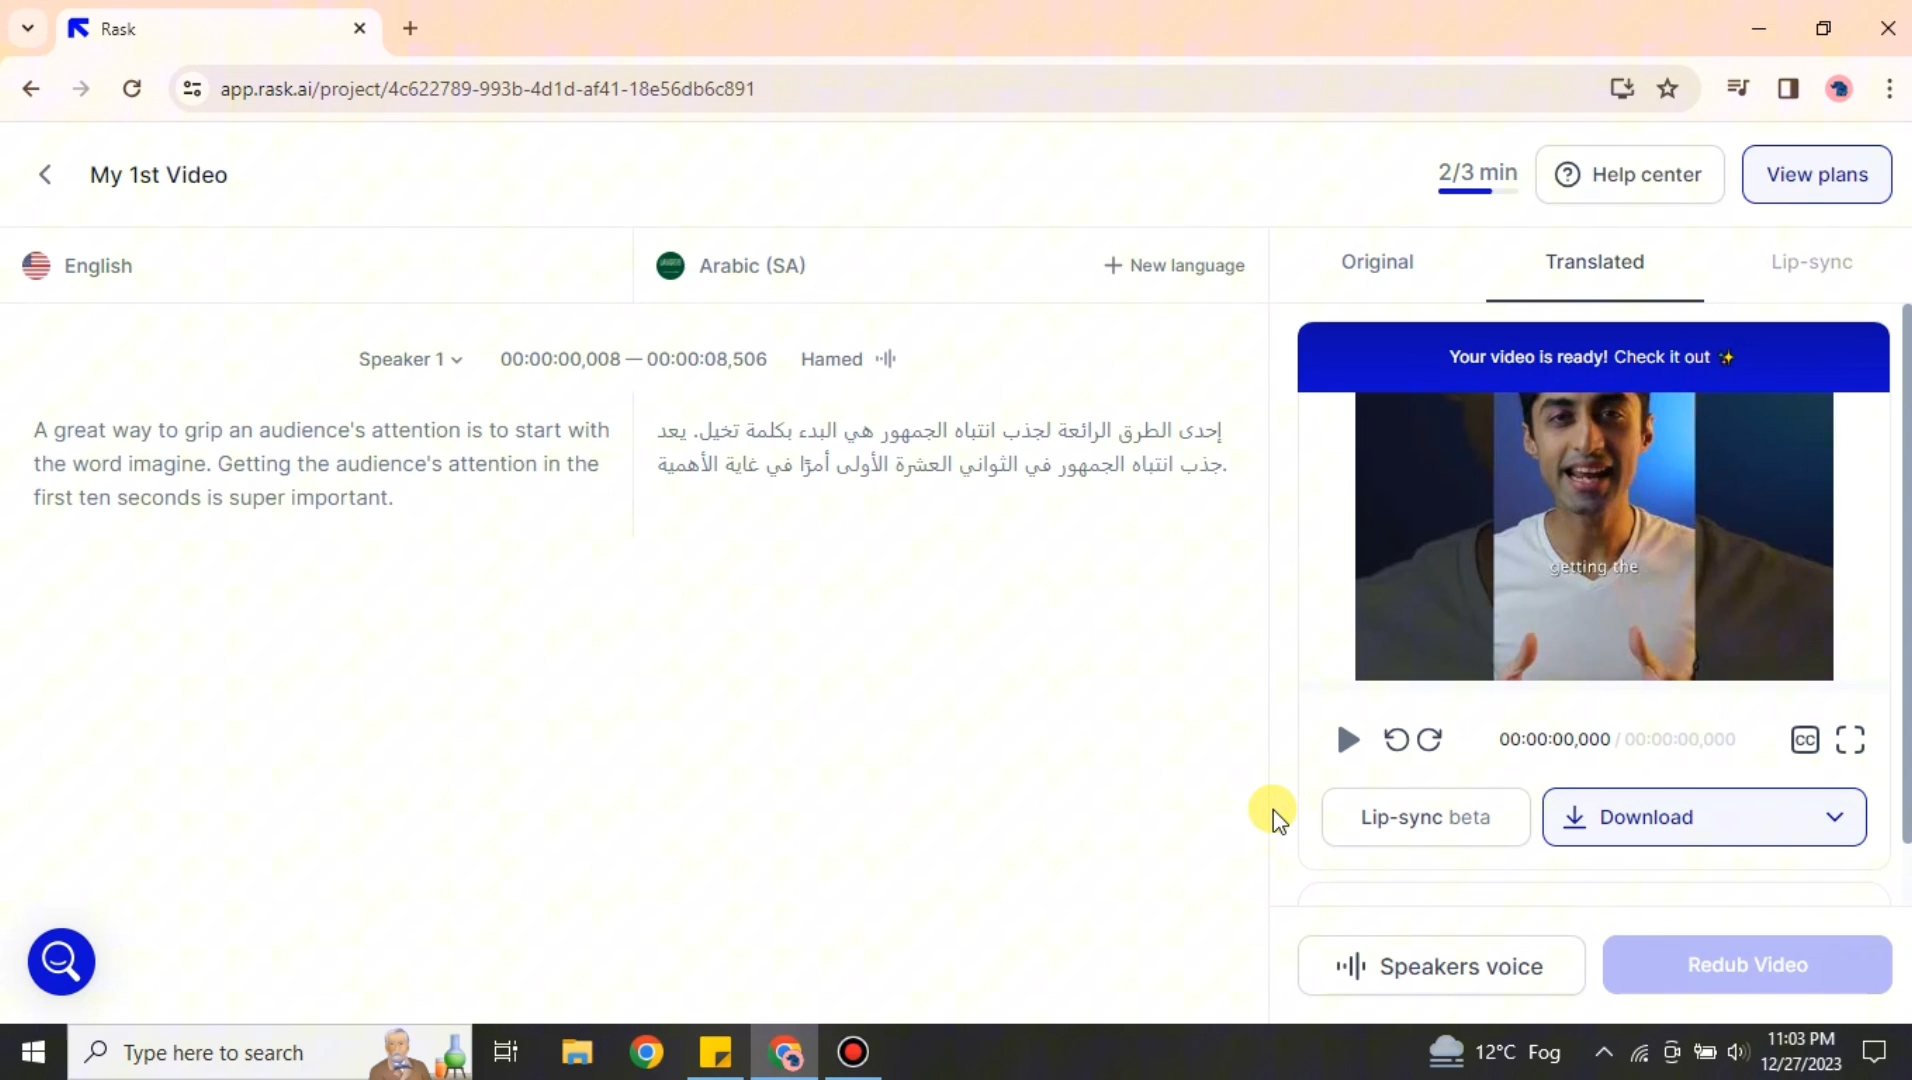 Rask
app.rask.ai/project/4c622789-993b-4d1d-af41-18e56db6c891
My 1st Video
2/3 min
Help center
View plans
English
Arabic (SA)
New language
Original
Translated
Lip-sync
Speaker 1
00:00:00,008 — 00:00:08,506
Hamed
Your video is ready! Check it out
A great way to grip an audience's attention is to start with
the word imagine. Getting the audience's attention in the
first ten seconds is super important.
إحدى الطرق الرائعة لجذب انتباه الجمهور هي البدء بكلمة تخيل. يعد
جذب انتباه الجمهور في الثواني العشرة الأولى أمرًا في غاية الأهمية.
getting the
00:00:00,000 / 00:00:00,000
CC
Lip-sync beta
Download
Speakers voice
Redub Video
Type here to search
12°C Fog
11:03 PM
12/27/2023